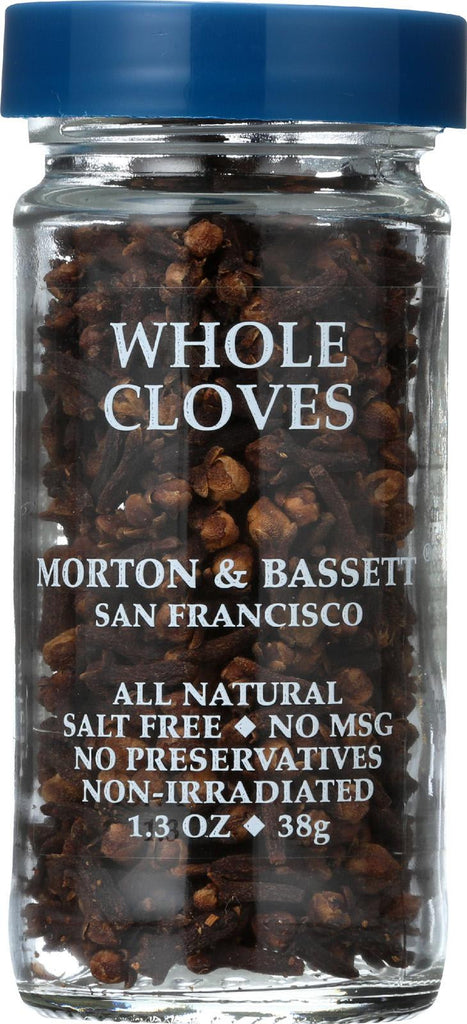 WHOLE
CLOVES
MORTON & BASSETT ®
SAN FRANCISCO
ALL NATURAL
SALT FREE ◆ NO MSG
NO PRESERVATIVES
NON-IRRADIATED
1.3 OZ ◆ 38g